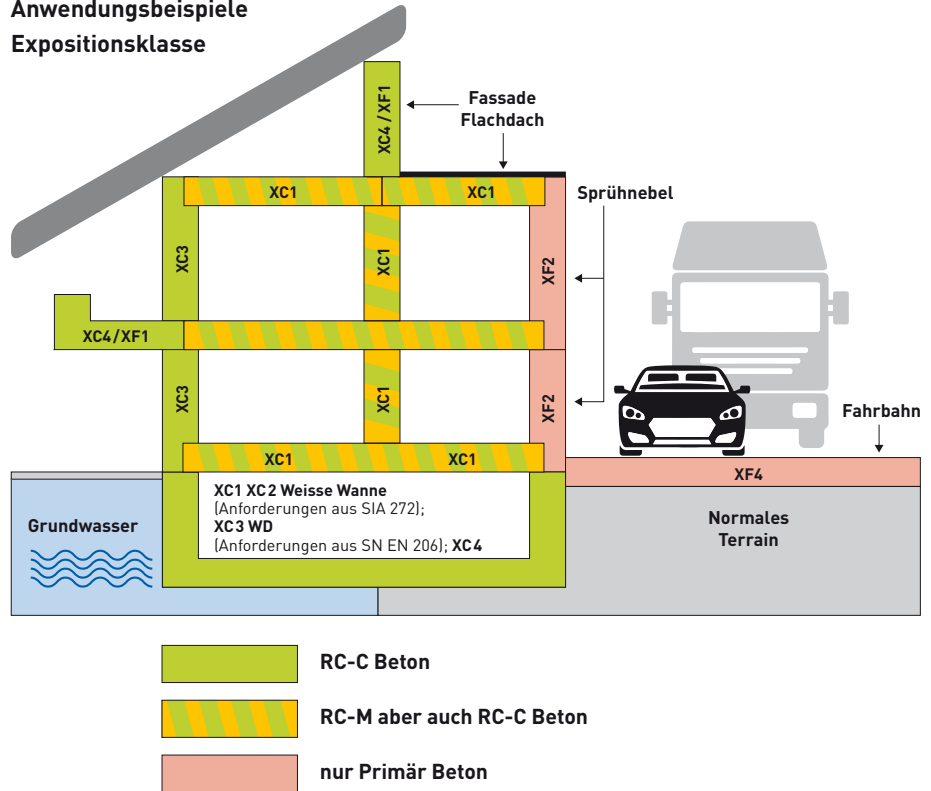 Anwendungsbeispiele
Expositionsklasse
XC4 / XF1
Fassade
Flachdach
XC1
XC1
Sprühnebel
XC3
XC1
XF2
XC4/XF1
XC3
XC1
XF2
Fahrbahn
XC1
XC1
XF4
XC1 XC2 Weisse Wanne
(Anforderungen aus SIA 272);
XC3 WD
(Anforderungen aus SN EN 206); XC4
Grundwasser
Normales
Terrain
RC-C Beton
RC-M aber auch RC-C Beton
nur Primär Beton